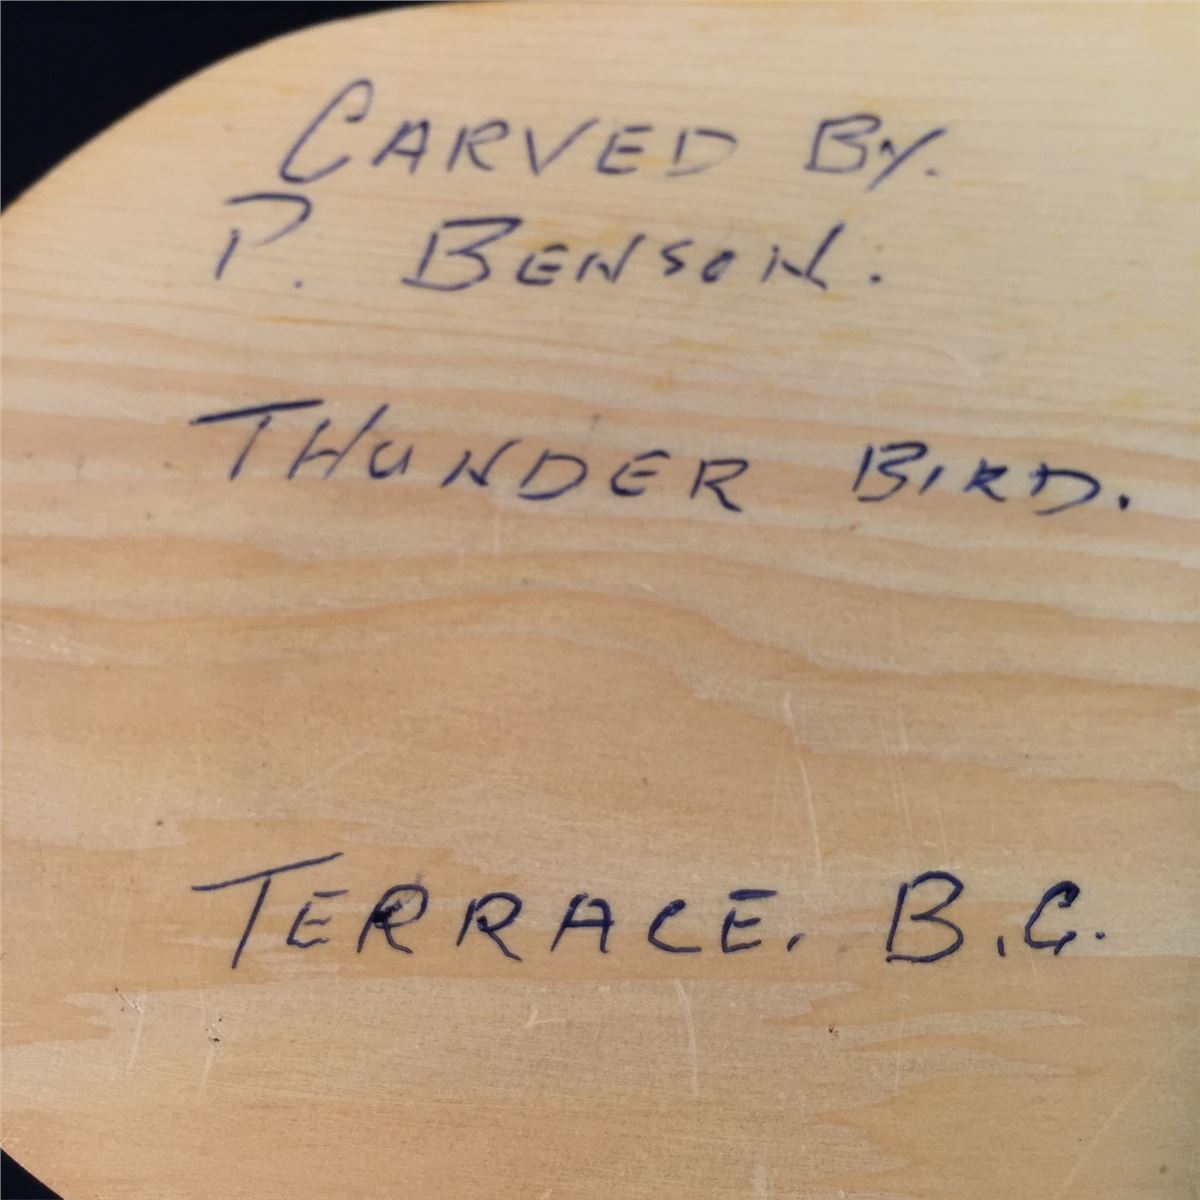 CARVED BY.
P. BENSON.
THUNDER BIRD.
TERRACE. B.C.